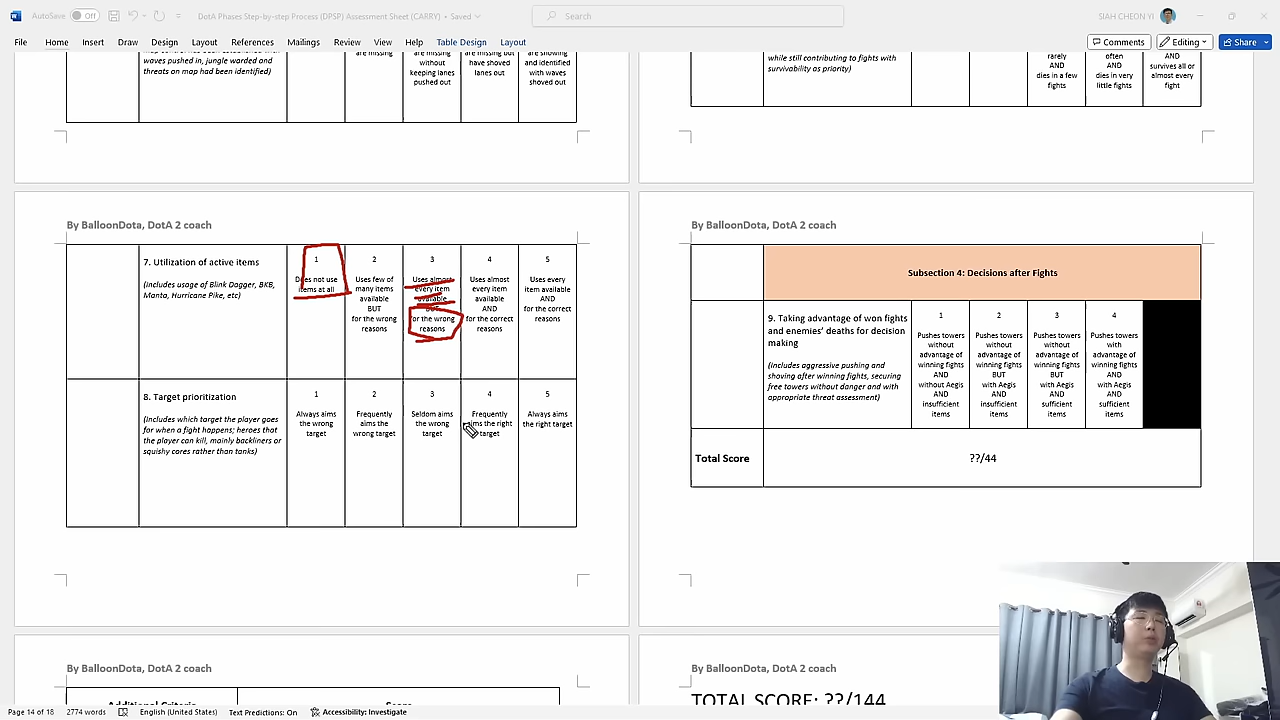 AutoSave Off
DotA Phases Step-by-step Process (DPSP) Assessment Sheet (CARRY) • Saved
Search
SIAH CHEON YI
File Home Insert Draw Design Layout References Mailings Review View Help Table Design Layout
Comments Editing Share
waves pushed in, jungle warded and
threats on map had been identified)
are missing
without
keeping lanes
pushed out
are missing but
have shoved
lanes out
are showing
and identified
with waves
shoved out
while still contributing to fights with
survivability as priority)
rarely
AND
dies in a few
fights
often
AND
dies in very
little fights
AND
survives all or
almost every
fight
By BalloonDota, DotA 2 coach
7. Utilization of active items
(Includes usage of Blink Dagger, BKB,
Manta, Hurricane Pike, etc)
1
Does not use
items at all
2
Uses few of
many items
available
BUT
for the wrong
reasons
3
Uses almost
every item
available
BUT
for the wrong
reasons
4
Uses almost
every item
available
AND
for the correct
reasons
5
Uses every
item available
AND
for the correct
reasons
8. Target prioritization
(Includes which target the player goes
for when a fight happens; heroes that
the player can kill, mainly backliners or
squishy cores rather than tanks)
1
Always aims
the wrong
target
2
Frequently
aims the
wrong target
3
Seldom aims
the wrong
target
4
Frequently
aims the right
target
5
Always aims
the right target
By BalloonDota, DotA 2 coach
Subsection 4: Decisions after Fights
9. Taking advantage of won fights
and enemies' deaths for decision
making
(Includes aggressive pushing and
shoving after winning fights, securing
free towers without danger and with
appropriate threat assessment)
1
Pushes towers
without
advantage of
winning fights
AND
without Aegis
AND
insufficient
items
2
Pushes towers
without
advantage of
winning fights
BUT
with Aegis
AND
insufficient
items
3
Pushes towers
without
advantage of
winning fights
BUT
with Aegis
AND
sufficient
items
4
Pushes towers
with
advantage of
winning fights
AND
with Aegis
AND
sufficient
items
Total Score
??/44
By BalloonDota, DotA 2 coach
Additional Criteria
Score
By BalloonDota, DotA 2 coach
TOTAL SCORE: ??/144
Page 14 of 18 2774 words English (United States) Text Predictions: On Accessibility: Investigate